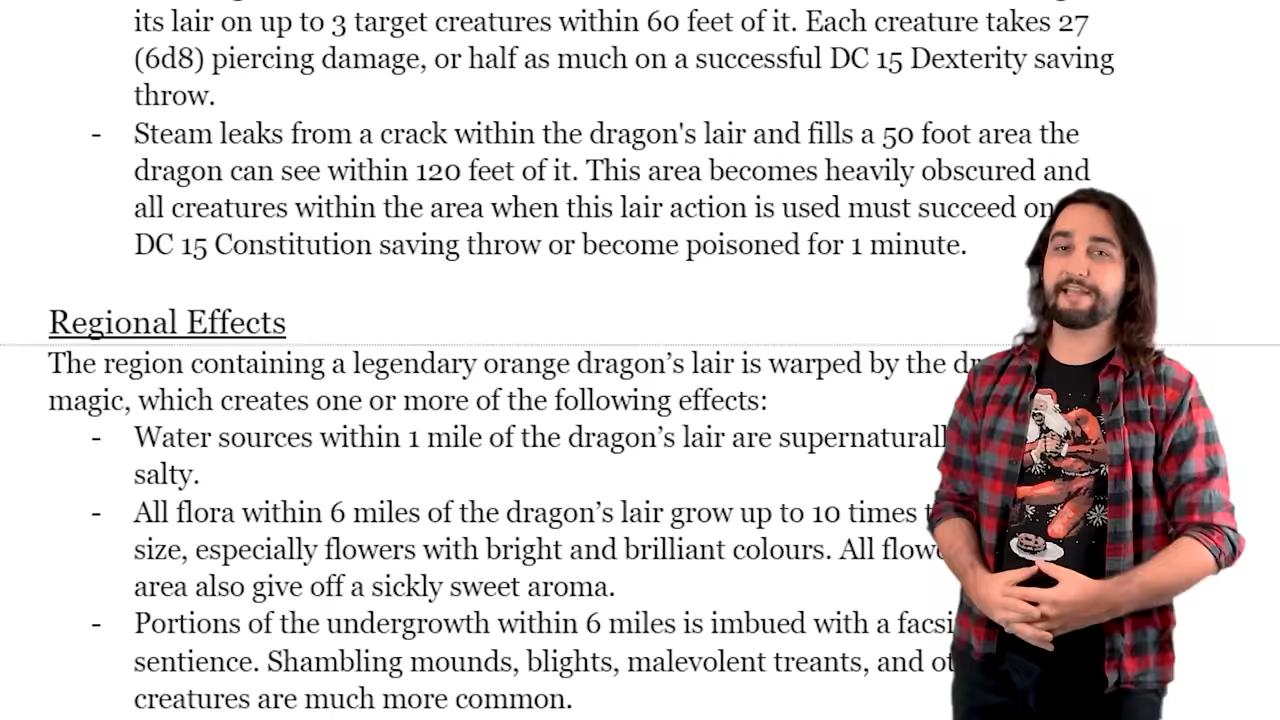 its lair on up to 3 target creatures within 60 feet of it. Each creature takes 27
(6d8) piercing damage, or half as much on a successful DC 15 Dexterity saving
throw.
- Steam leaks from a crack within the dragon's lair and fills a 50 foot area the
dragon can see within 120 feet of it. This area becomes heavily obscured and
all creatures within the area when this lair action is used must succeed on
DC 15 Constitution saving throw or become poisoned for 1 minute.
Regional Effects
The region containing a legendary orange dragon’s lair is warped by the
magic, which creates one or more of the following effects:
- Water sources within 1 mile of the dragon’s lair are
salty.
- All flora within 6 miles of the dragon’s lair grow up to 10 times
size, especially flowers with bright and brilliant colours. All
area also give off a sickly sweet aroma.
- Portions of the undergrowth within 6 miles is imbued with a
sentience. Shambling mounds, blights, malevolent treants, and
creatures are much more common.